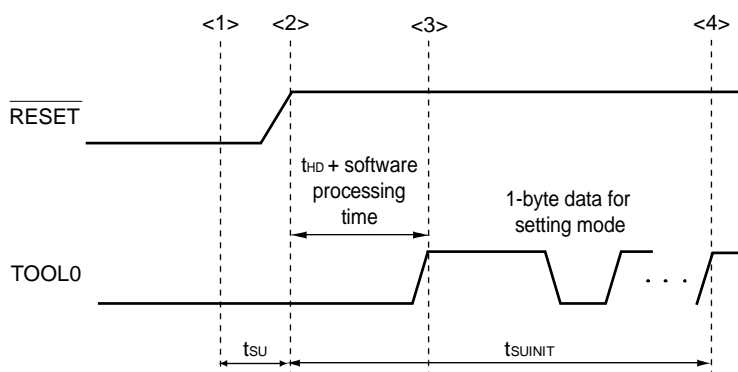 <1> <2> <3> <4>
RESET
tHD + software
processing
time
1-byte data for
setting mode
TOOL0
. . .
tSU tSUINIT